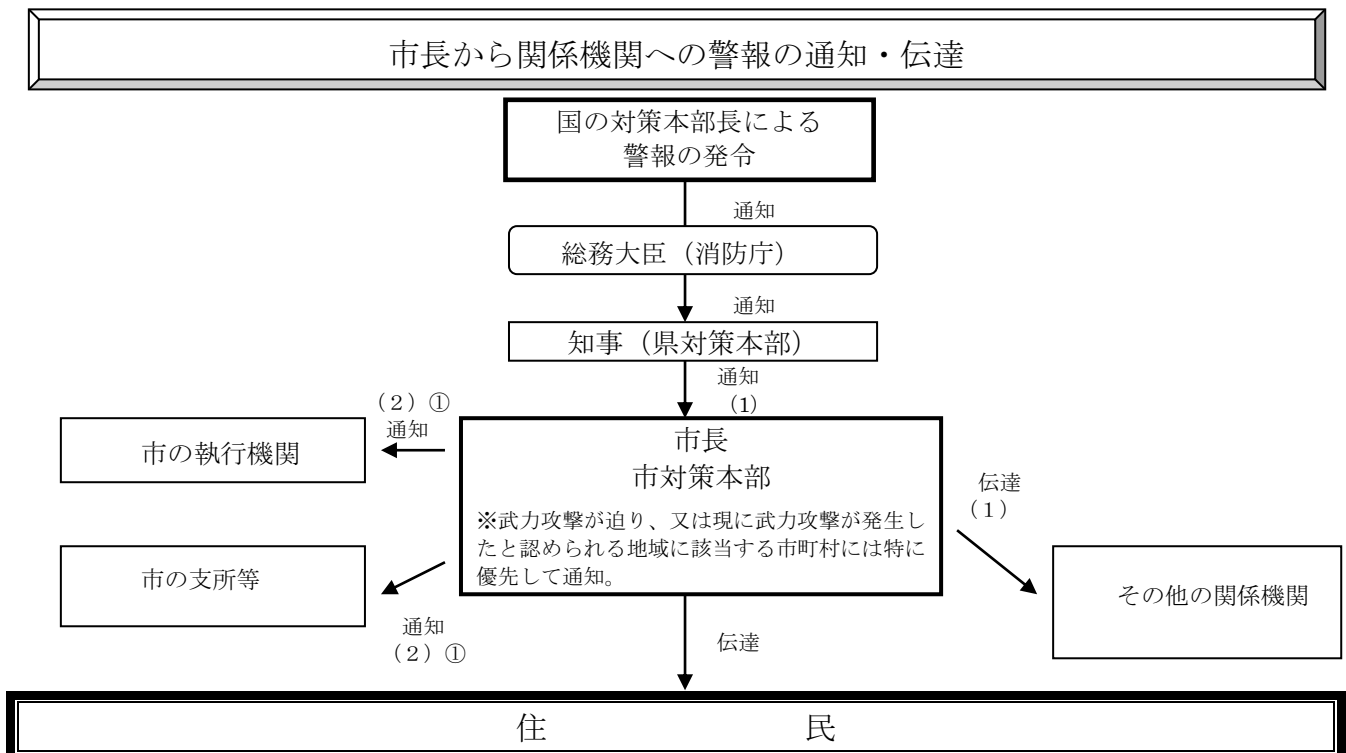 市長から関係機関への警報の通知・伝達
国の対策本部長による
警報の発令
通知
総務大臣（消防庁）
通知
知事（県対策本部）
通知
(1)
（２）①
通知
市の執行機関
市長
市対策本部
※武力攻撃が迫り、又は現に武力攻撃が発生し
たと認められる地域に該当する市町村には特に
優先して通知。
伝達
（１）
市の支所等
その他の関係機関
通知
（２）①
伝達
住　民